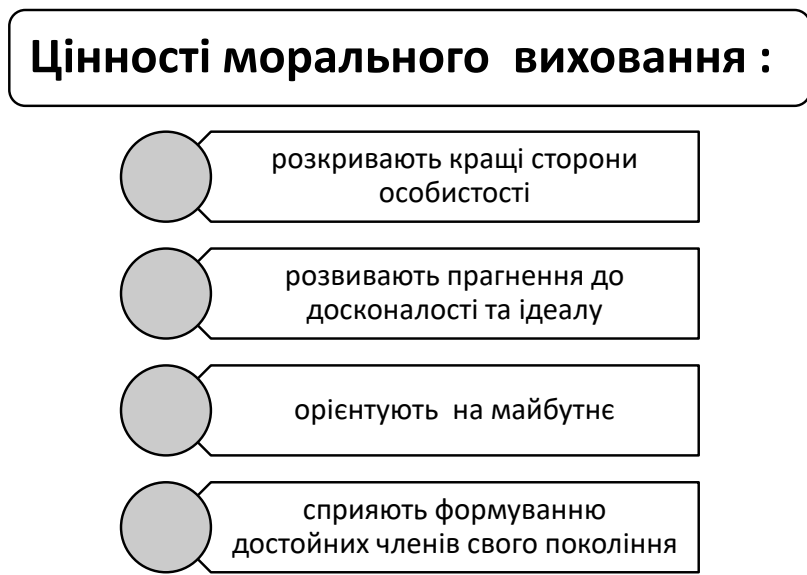 Цінності морального  виховання :
розкривають кращі сторони
особистості
розвивають прагнення до
досконалості та ідеалу
орієнтують  на майбутнє
сприяють формуванню
достойних членів свого покоління